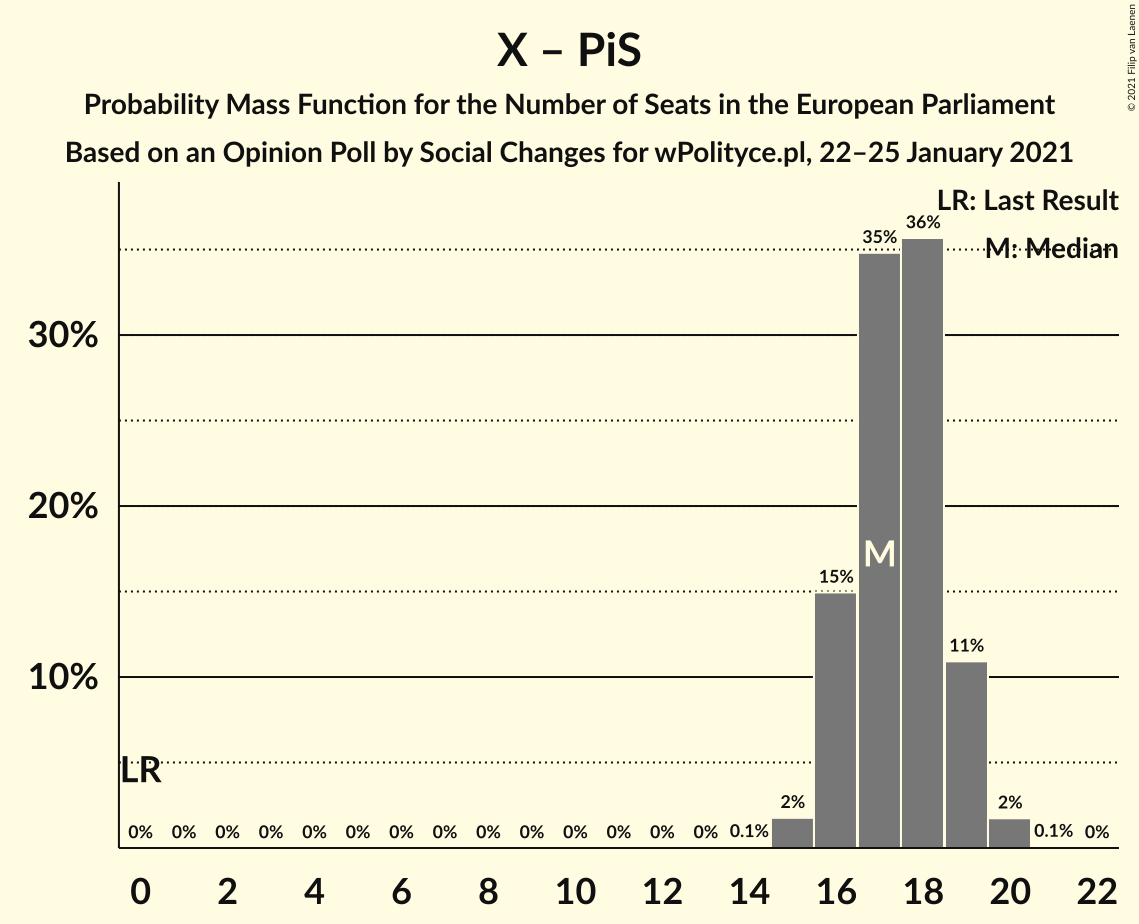 X – PiS
Probability Mass Function for the Number of Seats in the European Parliament
Based on an Opinion Poll by Social Changes for wPolityce.pl, 22–25 January 2021
© 2021 Filip van Laenen
LR: Last Result
M: Median
30%
20%
10%
LR
M
0% 0% 0% 0% 0% 0% 0% 0% 0% 0% 0% 0% 0% 0% 0.1% 2% 15% 35% 36% 11% 2% 0.1% 0%
0 2 4 6 8 10 12 14 16 18 20 22